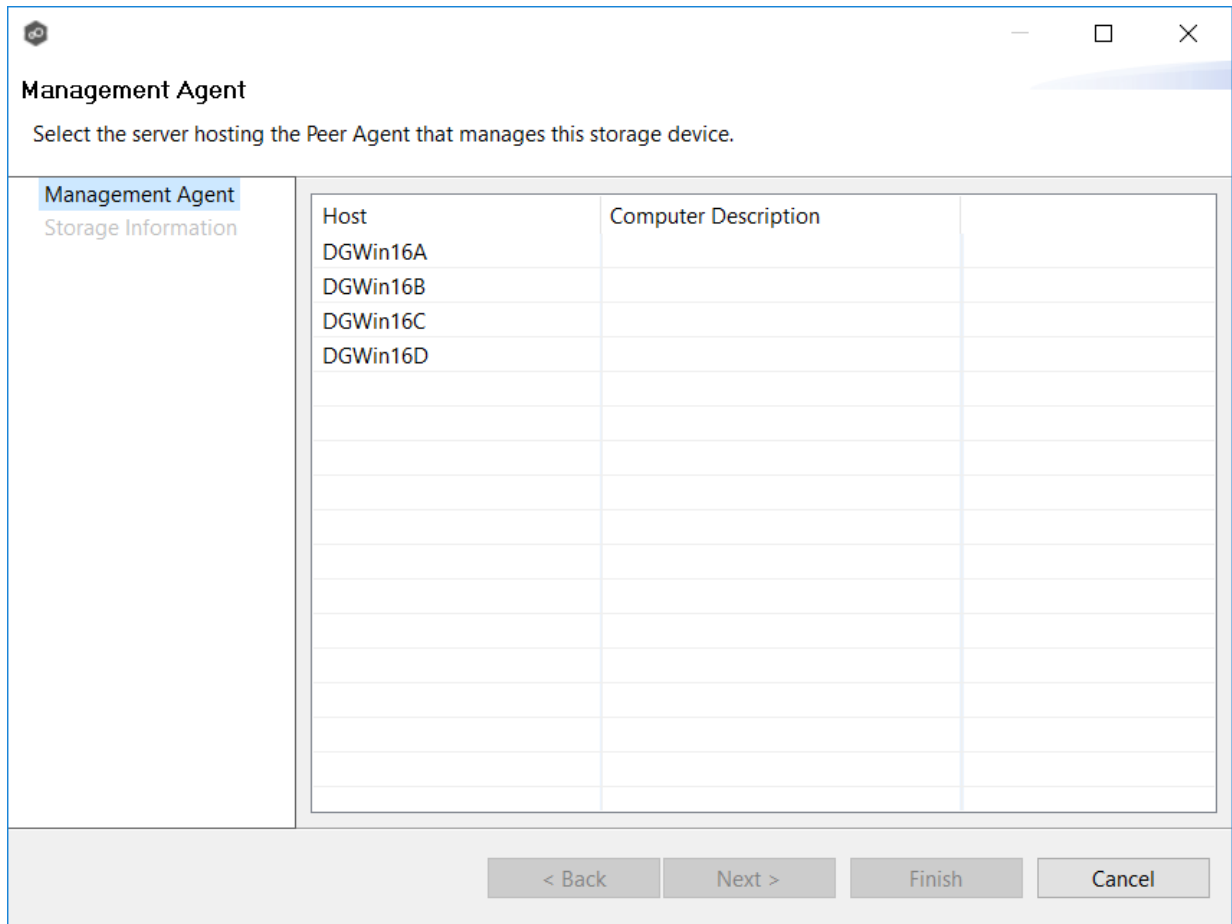 Management Agent
Select the server hosting the Peer Agent that manages this storage device.
Management Agent
Storage Information
Host Computer Description
DGWin16A
DGWin16B
DGWin16C
DGWin16D
< Back Next > Finish Cancel